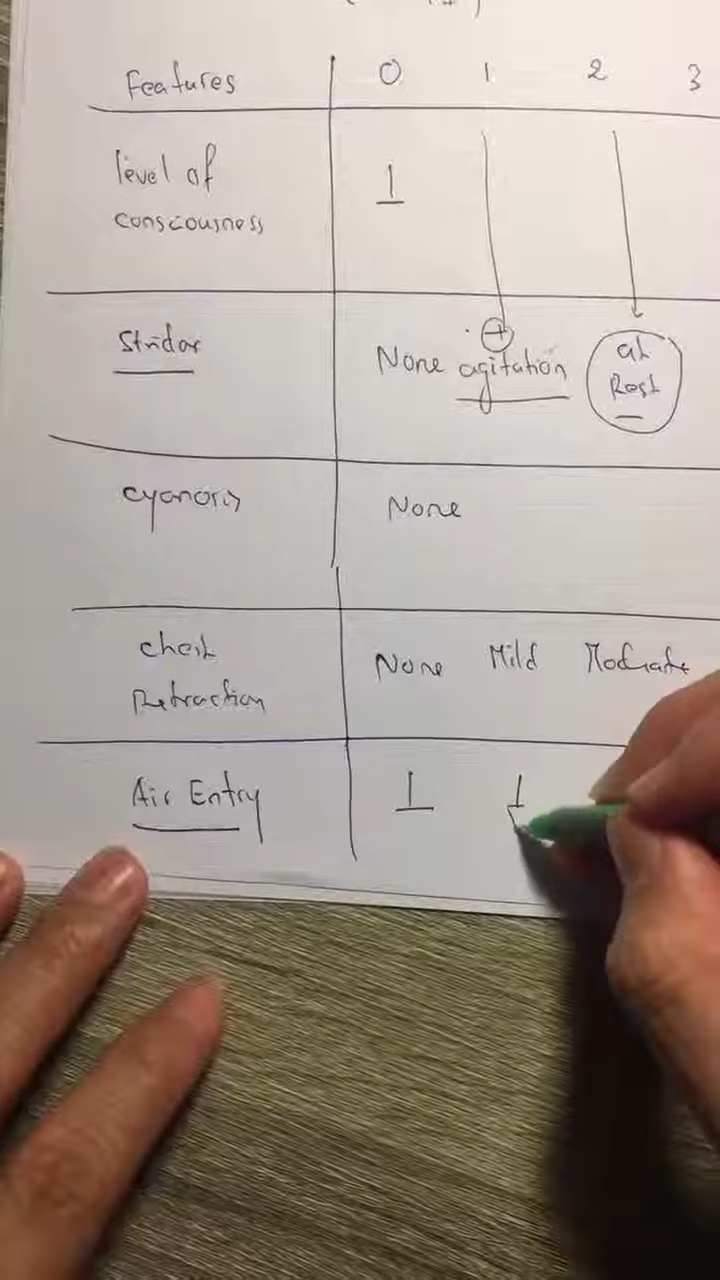 Features 0 1 2 3
level of
consciousness
⊥
Stridor
None
+
agitation
at
Rest
cyanosis
None
chest
Retraction
None Mild Moderate
Air Entry
⊥ ↓